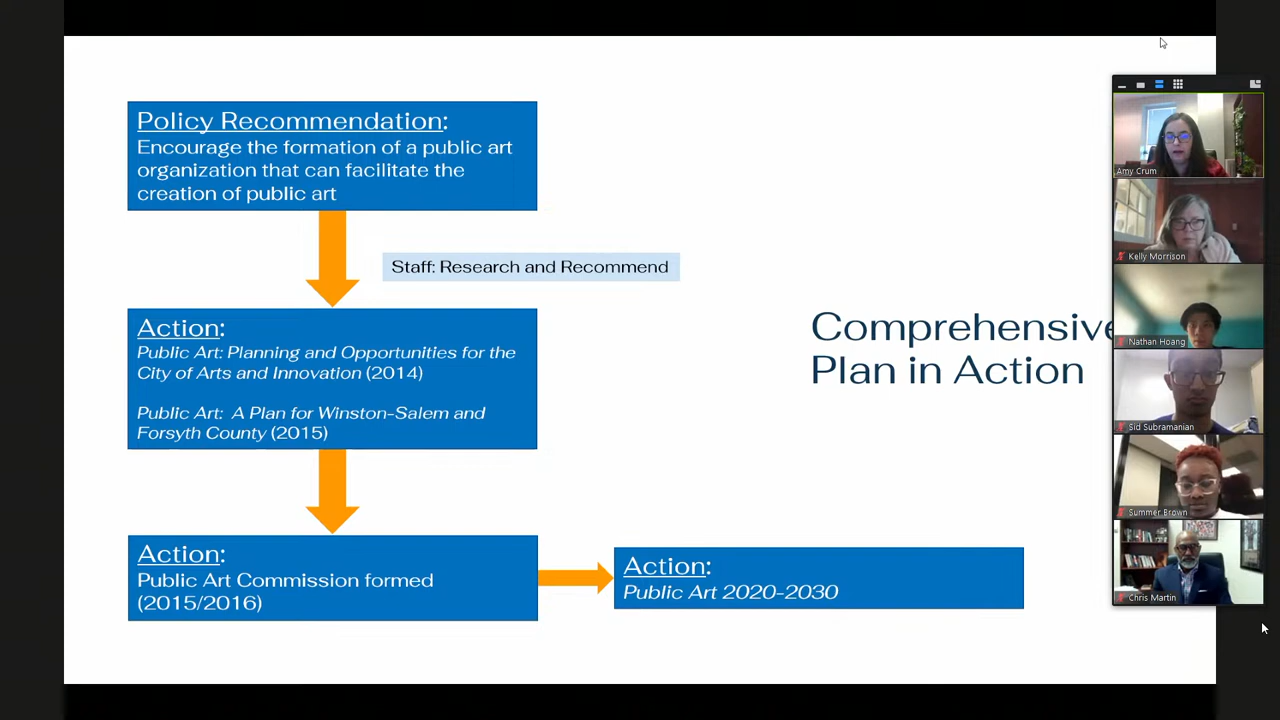 Policy Recommendation:
Encourage the formation of a public art
organization that can facilitate the
creation of public art
Staff: Research and Recommend
Action:
Public Art: Planning and Opportunities for the
City of Arts and Innovation (2014)
Public Art: A Plan for Winston-Salem and
Forsyth County (2015)
Action:
Public Art Commission formed
(2015/2016)
Action:
Public Art 2020-2030
Comprehensive
Plan in Action
Amy Crum
Kelly Morrison
Nathan Hoang
Sid Subramanian
Summer Brown
Chris Martin